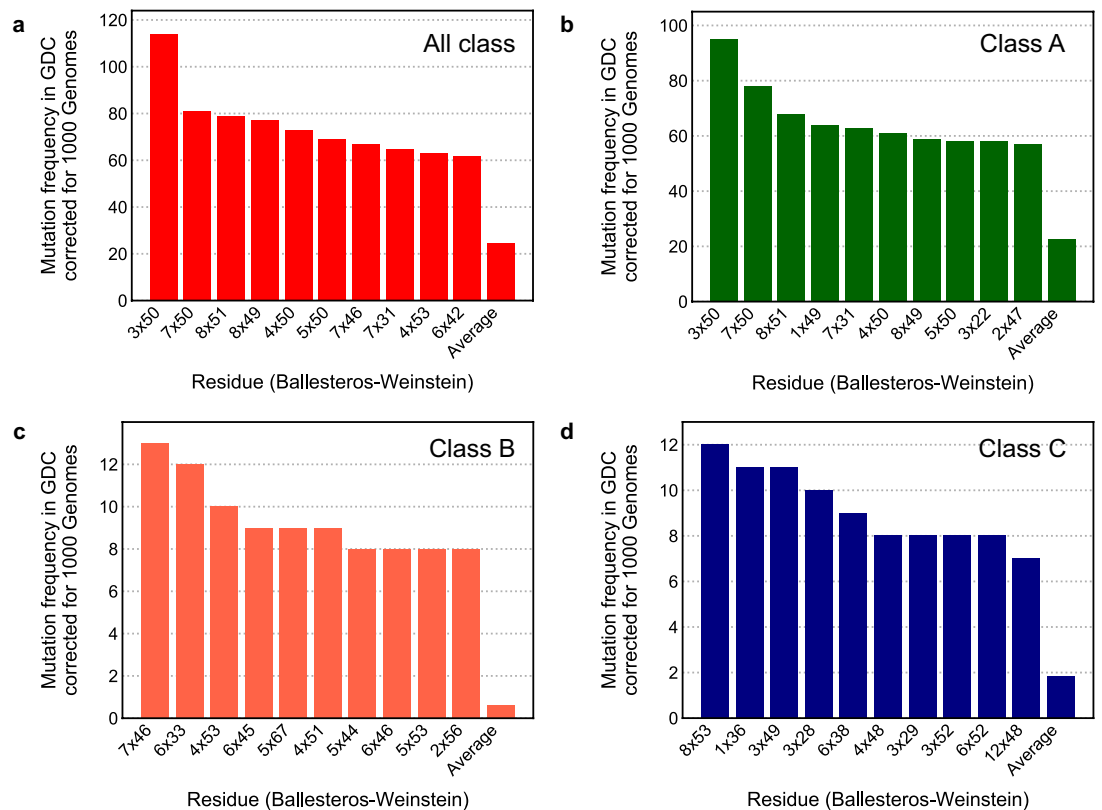 a
All class
Mutation frequency in GDC
corrected for 1000 Genomes
120
100
80
60
40
20
0
3x50 7x50 8x51 8x49 4x50 5x50 7x46 7x31 4x53 6x42 Average
Residue (Ballesteros-Weinstein)
b
Class A
Mutation frequency in GDC
corrected for 1000 Genomes
100
80
60
40
20
0
3x50 7x50 8x51 1x49 7x31 4x50 8x49 5x50 3x22 2x47 Average
Residue (Ballesteros-Weinstein)
c
Class B
Mutation frequency in GDC
corrected for 1000 Genomes
12
10
8
6
4
2
0
7x46 6x33 4x53 6x45 5x67 4x51 5x44 6x46 5x53 2x56 Average
Residue (Ballesteros-Weinstein)
d
Class C
Mutation frequency in GDC
corrected for 1000 Genomes
12
10
8
6
4
2
0
8x53 1x36 3x49 3x28 6x38 4x48 3x29 3x52 6x52 12x48 Average
Residue (Ballesteros-Weinstein)